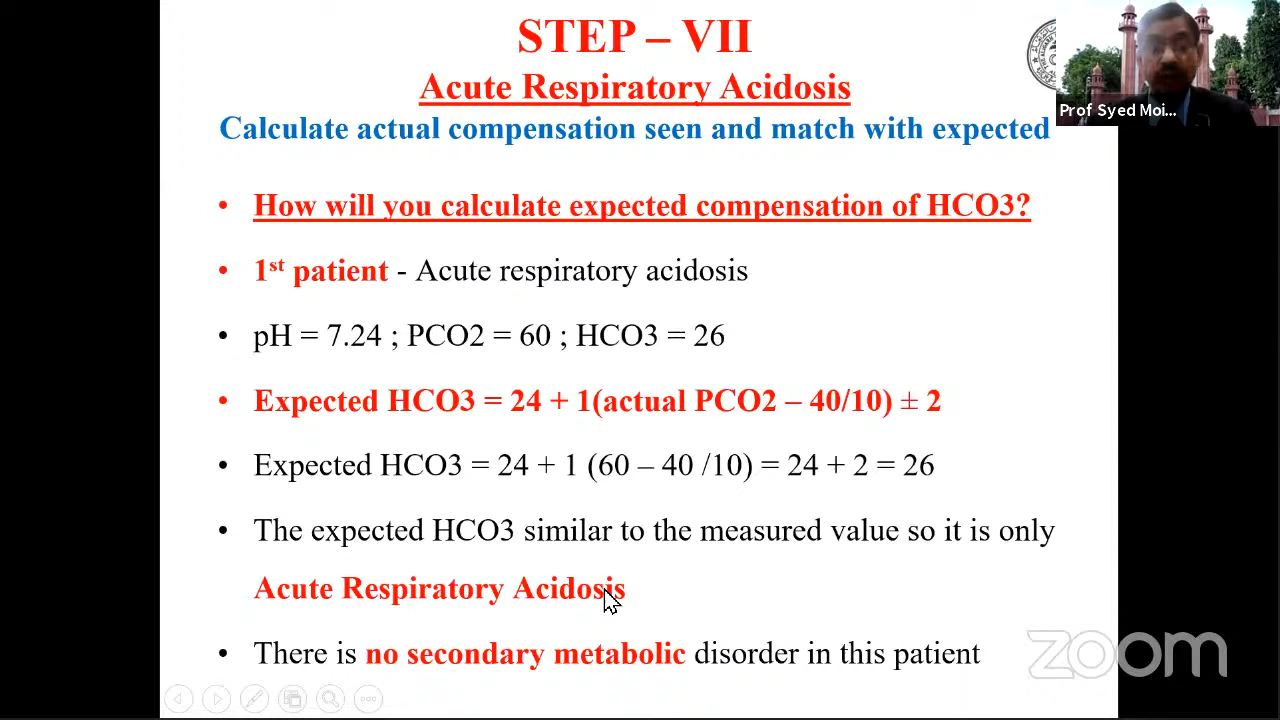 STEP – VII
Acute Respiratory Acidosis
Calculate actual compensation seen and match with expected
Prof Syed Moi...
• How will you calculate expected compensation of HCO3?
• 1st patient - Acute respiratory acidosis
• pH = 7.24 ; PCO2 = 60 ; HCO3 = 26
• Expected HCO3 = 24 + 1(actual PCO2 – 40/10) ± 2
• Expected HCO3 = 24 + 1 (60 – 40 /10) = 24 + 2 = 26
• The expected HCO3 similar to the measured value so it is only
Acute Respiratory Acidosis
• There is no secondary metabolic disorder in this patient
zoom